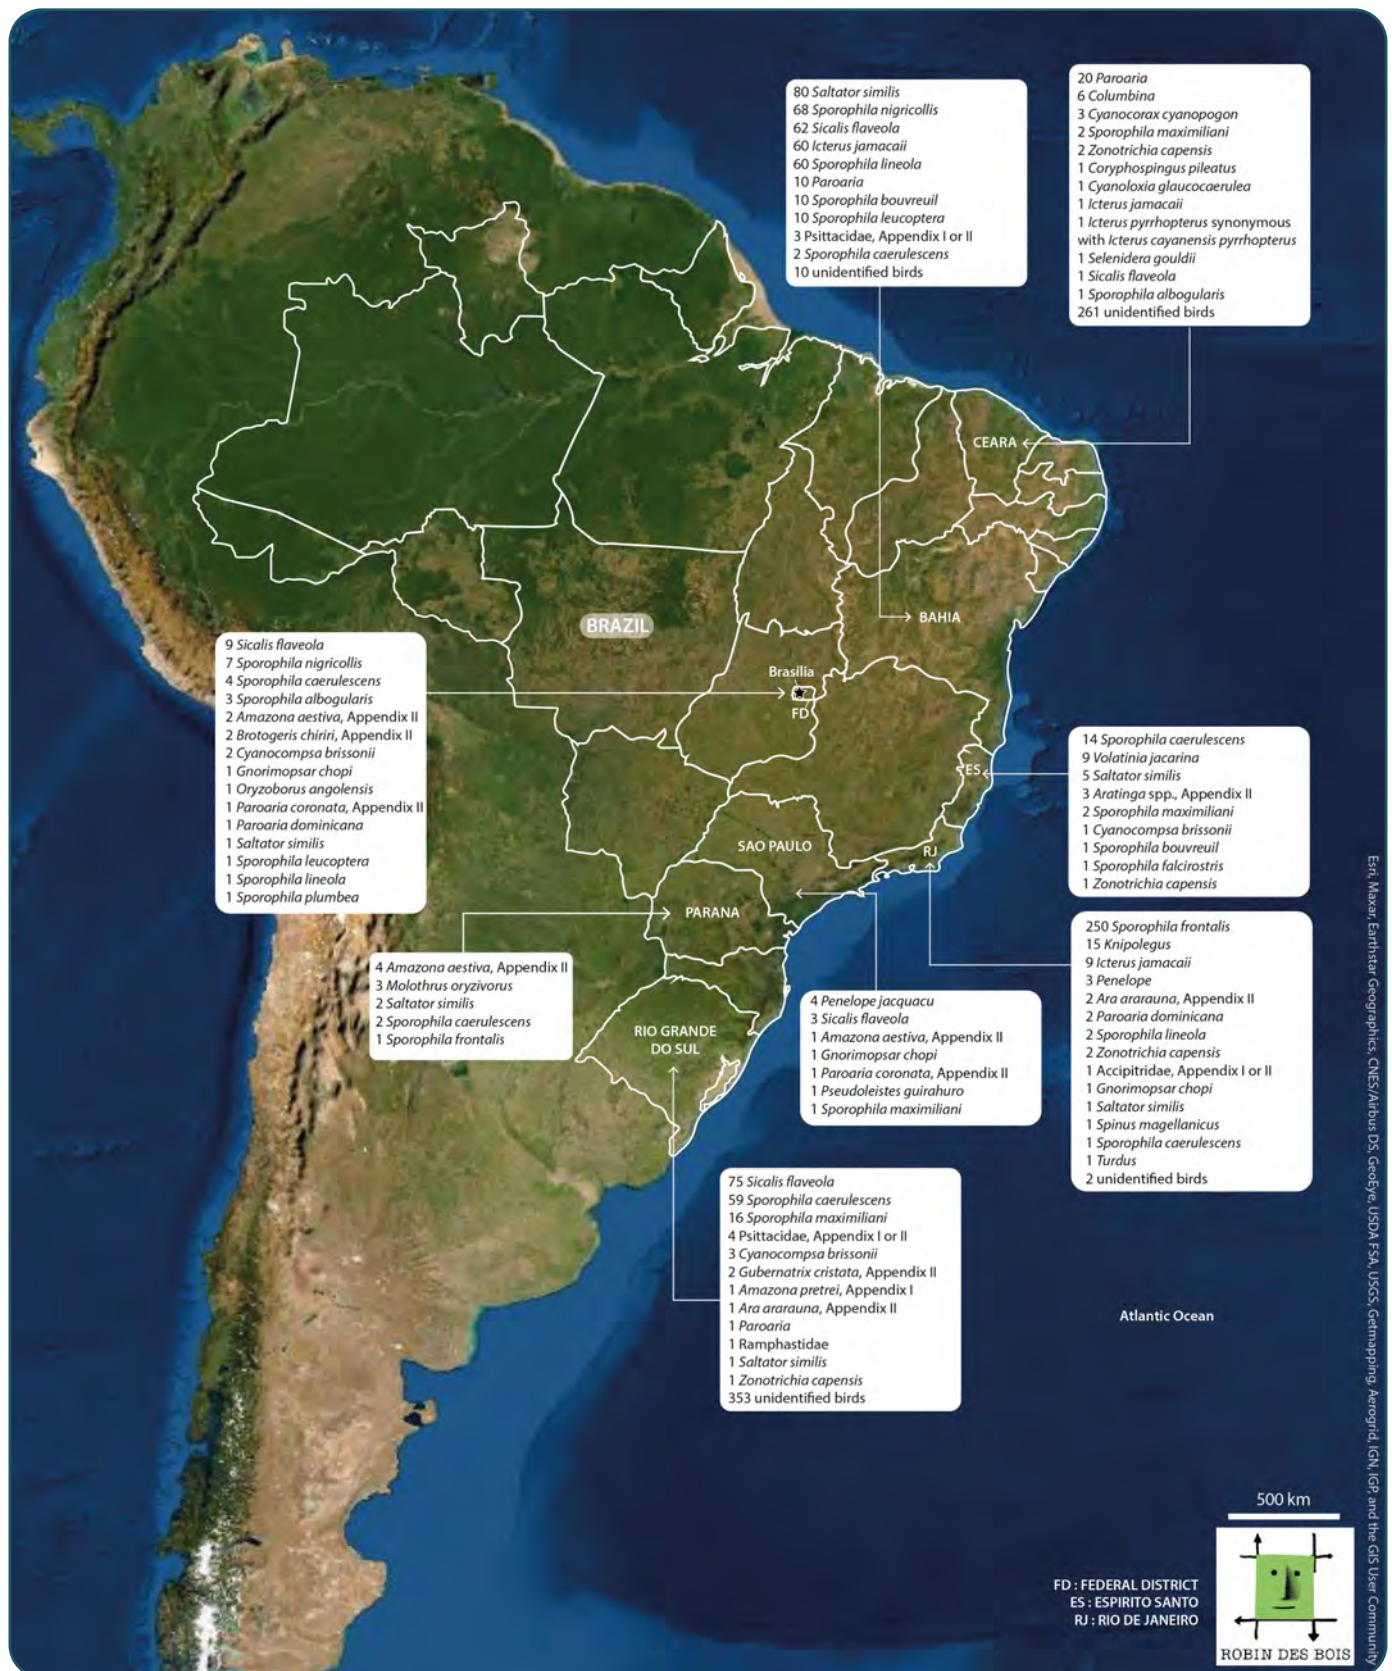 80 Saltator similis
68 Sporophila nigricollis
62 Sicalis flaveola
60 Icterus jamacaii
60 Sporophila lineola
10 Paroaria
10 Sporophila bouvreuil
10 Sporophila leucoptera
3 Psittacidae, Appendix I or II
2 Sporophila caerulescens
10 unidentified birds
20 Paroaria
6 Columbina
3 Cyanocorax cyanopogon
2 Sporophila maximiliani
2 Zonotrichia capensis
1 Coryphospingus pileatus
1 Cyanoloxia glaucocaerulea
1 Icterus jamacaii
1 Icterus pyrrhopterus synonymous
with Icterus cayanensis pyrrhopterus
1 Selenidera gouldii
1 Sicalis flaveola
1 Sporophila albogularis
261 unidentified birds
CEARA
BAHIA
BRAZIL
Brasilia
FD
9 Sicalis flaveola
7 Sporophila nigricollis
4 Sporophila caerulescens
3 Sporophila albogularis
2 Amazona aestiva, Appendix II
2 Brotogeris chiriri, Appendix II
2 Cyanocompsa brissonii
1 Gnorimopsar chopi
1 Oryzoborus angolensis
1 Paroaria coronata, Appendix II
1 Paroaria dominicana
1 Saltator similis
1 Sporophila leucoptera
1 Sporophila lineola
1 Sporophila plumbea
ES
14 Sporophila caerulescens
9 Volatinia jacarina
5 Saltator similis
3 Aratinga spp., Appendix II
2 Sporophila maximiliani
1 Cyanocompsa brissonii
1 Sporophila bouvreuil
1 Sporophila falcirostris
1 Zonotrichia capensis
SAO PAULO
RJ
PARANA
250 Sporophila frontalis
15 Knipolegus
9 Icterus jamacaii
3 Penelope
2 Ara ararauna, Appendix II
2 Paroaria dominicana
2 Sporophila lineola
2 Zonotrichia capensis
1 Accipitridae, Appendix I or II
1 Gnorimopsar chopi
1 Saltator similis
1 Spinus magellanicus
1 Sporophila caerulescens
1 Turdus
2 unidentified birds
4 Amazona aestiva, Appendix II
3 Molothrus oryzivorus
2 Saltator similis
2 Sporophila caerulescens
1 Sporophila frontalis
4 Penelope jacquacu
3 Sicalis flaveola
1 Amazona aestiva, Appendix II
1 Gnorimopsar chopi
1 Paroaria coronata, Appendix II
1 Pseudoleistes guirahuro
1 Sporophila maximiliani
RIO GRANDE
DO SUL
75 Sicalis flaveola
59 Sporophila caerulescens
16 Sporophila maximiliani
4 Psittacidae, Appendix I or II
3 Cyanocompsa brissonii
2 Gubernatrix cristata, Appendix II
1 Amazona pretrei, Appendix I
1 Ara ararauna, Appendix II
1 Paroaria
1 Ramphastidae
1 Saltator similis
1 Zonotrichia capensis
353 unidentified birds
Atlantic Ocean
500 km
FD : FEDERAL DISTRICT
ES : ESPIRITO SANTO
RJ : RIO DE JANEIRO
ROBIN DES BOIS
Esri, Maxar, Earthstar Geographics, CNES/Airbus DS, GeoEye, USDA FSA, USGS, Getmapping, Aerogrid, IGN, IGP, and the GIS User Community